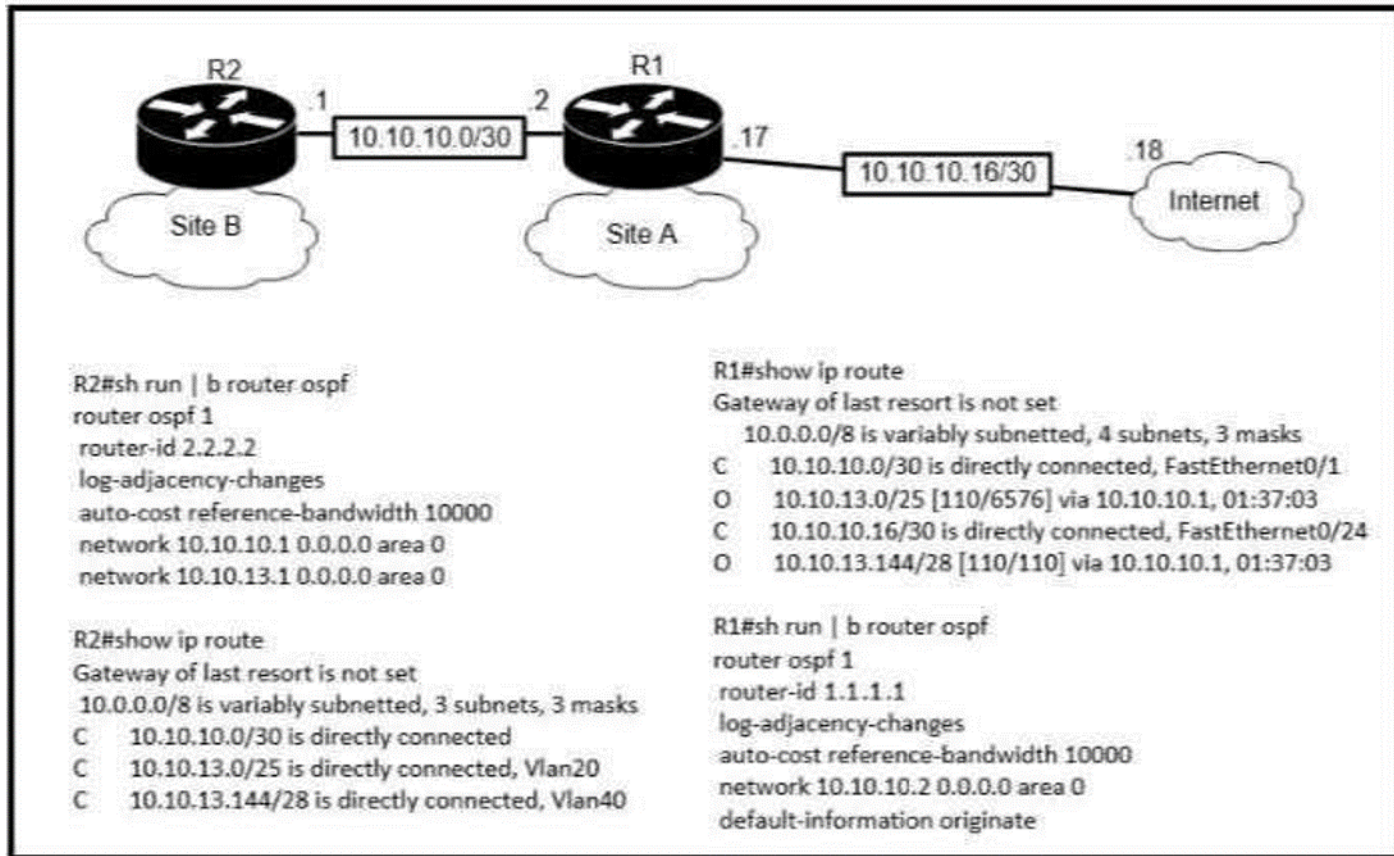 R2
R1
.1
.2
10.10.10.0/30
.17
10.10.10.16/30
.18
Internet
Site B
Site A
R2#sh run | b router ospf
router ospf 1
router-id 2.2.2.2
log-adjacency-changes
auto-cost reference-bandwidth 10000
network 10.10.10.1 0.0.0.0 area 0
network 10.10.13.1 0.0.0.0 area 0
R2#show ip route
Gateway of last resort is not set
10.0.0.0/8 is variably subnetted, 3 subnets, 3 masks
C 10.10.10.0/30 is directly connected
C 10.10.13.0/25 is directly connected, Vlan20
C 10.10.13.144/28 is directly connected, Vlan40
R1#show ip route
Gateway of last resort is not set
10.0.0.0/8 is variably subnetted, 4 subnets, 3 masks
C 10.10.10.0/30 is directly connected, FastEthernet0/1
O 10.10.13.0/25 [110/6576] via 10.10.10.1, 01:37:03
C 10.10.10.16/30 is directly connected, FastEthernet0/24
O 10.10.13.144/28 [110/110] via 10.10.10.1, 01:37:03
R1#sh run | b router ospf
router ospf 1
router-id 1.1.1.1
log-adjacency-changes
auto-cost reference-bandwidth 10000
network 10.10.10.2 0.0.0.0 area 0
default-information originate